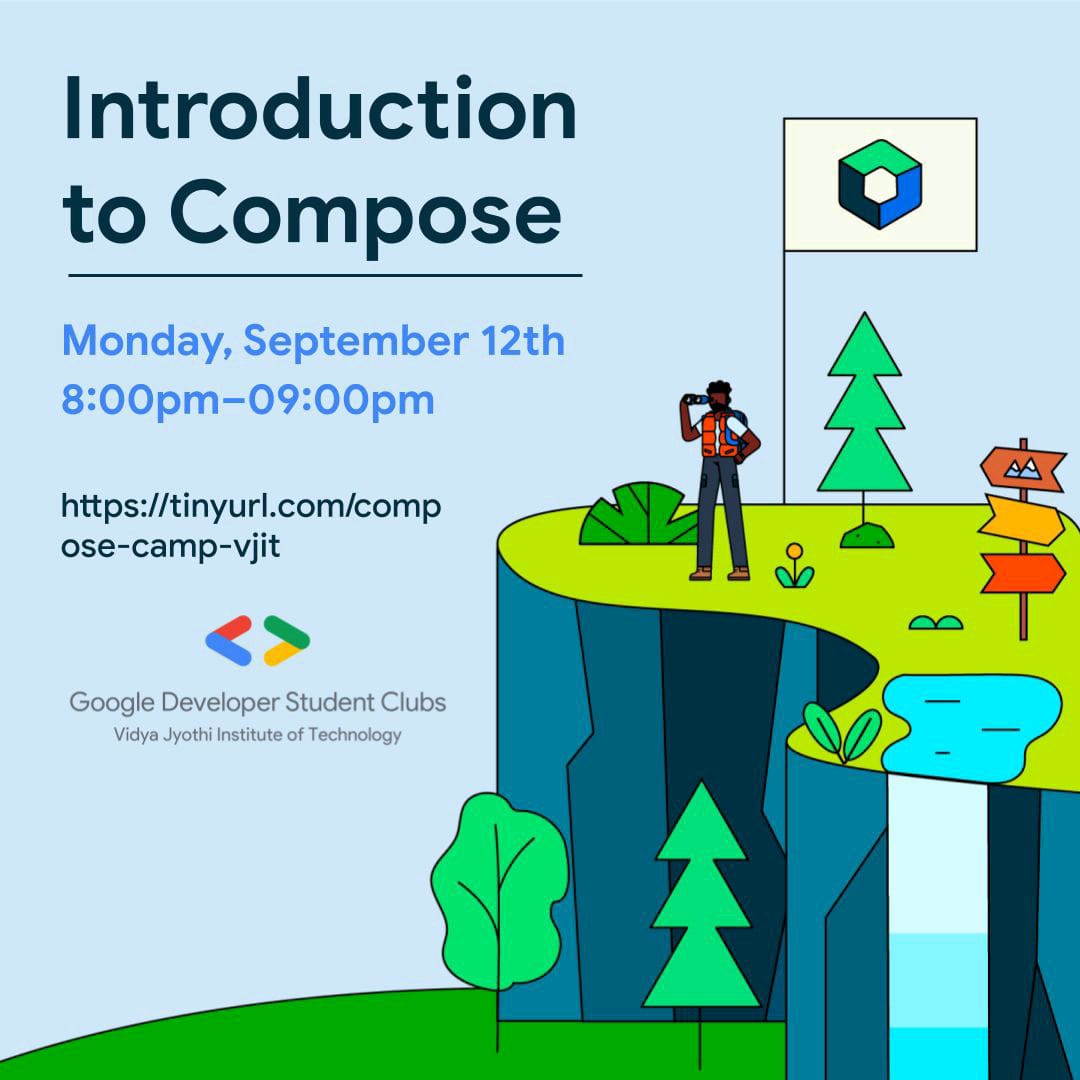 Introduction
to Compose
Monday, September 12th
8:00pm–09:00pm
https://tinyurl.com/comp
ose-camp-vjit
Google Developer Student Clubs
Vidya Jyothi Institute of Technology